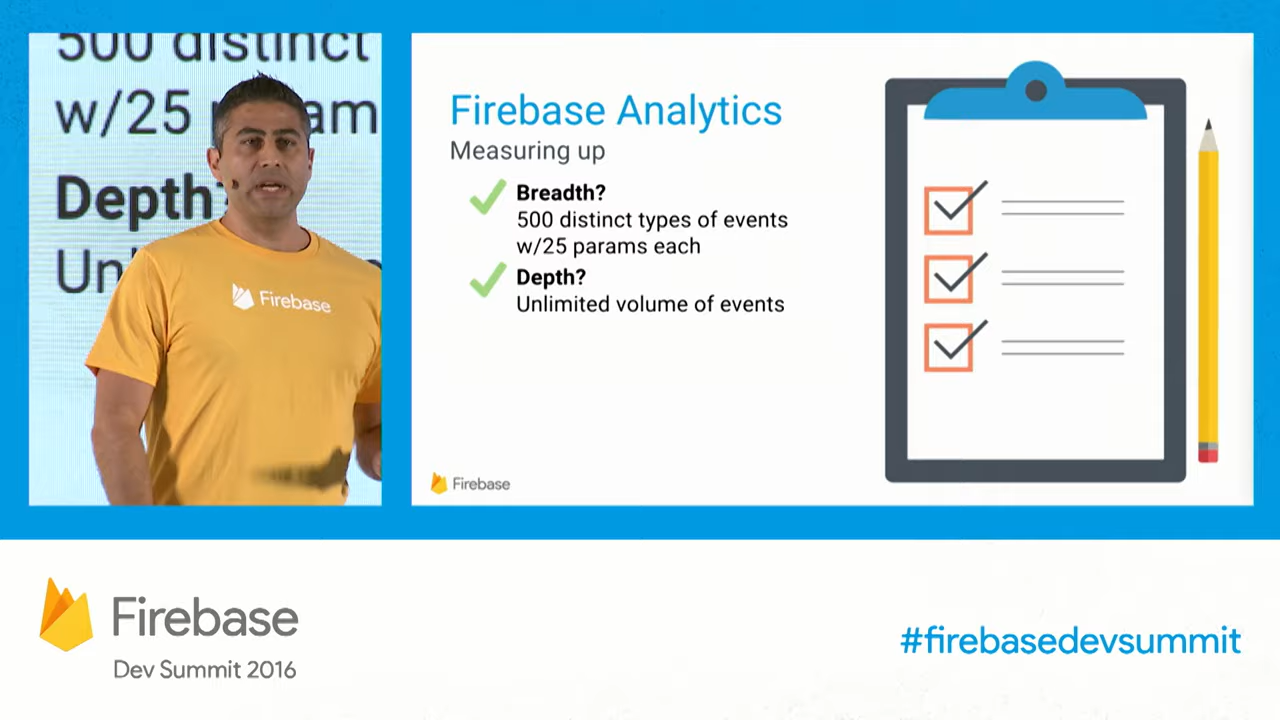 500 distinct
w/25 param
Depth?
Un
Firebase
Firebase Analytics
Measuring up
Breadth?
500 distinct types of events
w/25 params each
Depth?
Unlimited volume of events
Firebase
Firebase
Dev Summit 2016
#firebasedevsummit